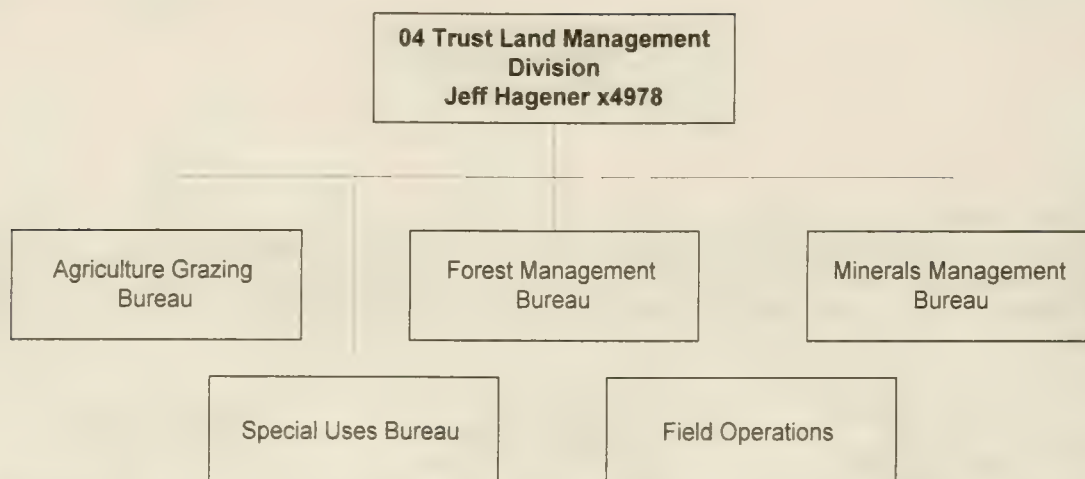 04 Trust Land Management
Division
Jeff Hagener x4978
Agriculture Grazing
Bureau
Forest Management
Bureau
Minerals Management
Bureau
Special Uses Bureau
Field Operations